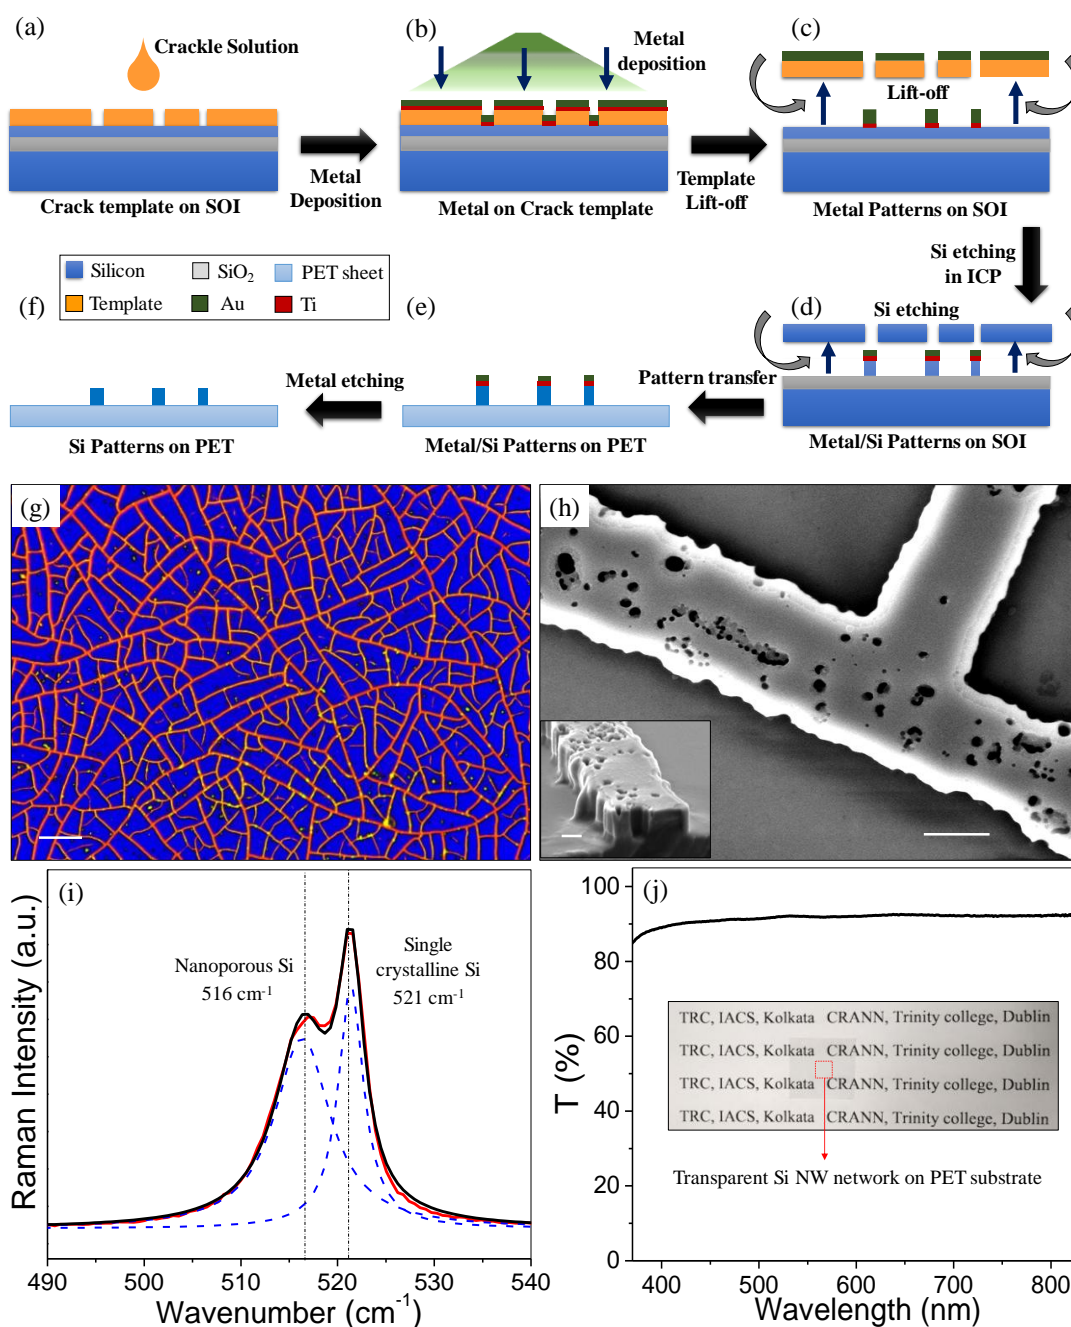 (a)
Crackle Solution
Crack template on SOI
Metal
Deposition
(b)
Metal
deposition
Metal on Crack template
Template
Lift-off
(c)
Lift-off
Metal Patterns on SOI
Si etching
in ICP
Silicon
SiO2
PET sheet
Template
Au
Ti
(f)
(e)
(d)
Si etching
Metal etching
Pattern transfer
Si Patterns on PET
Metal/Si Patterns on PET
Metal/Si Patterns on SOI
(g)
(h)
(i)
Nanoporous Si
516 cm-1
Single
crystalline Si
521 cm-1
Raman Intensity (a.u.)
490 500 510 520 530 540
Wavenumber (cm-1)
(j)
100
80
60
40
20
0
T (%)
TRC, IACS, Kolkata CRANN, Trinity college, Dublin
TRC, IACS, Kolkata CRANN, Trinity college, Dublin
TRC, IACS, Kolkata CRANN, Trinity college, Dublin
TRC, IACS, Kolkata CRANN, Trinity college, Dublin
Transparent Si NW network on PET substrate
400 500 600 700 800
Wavelength (nm)